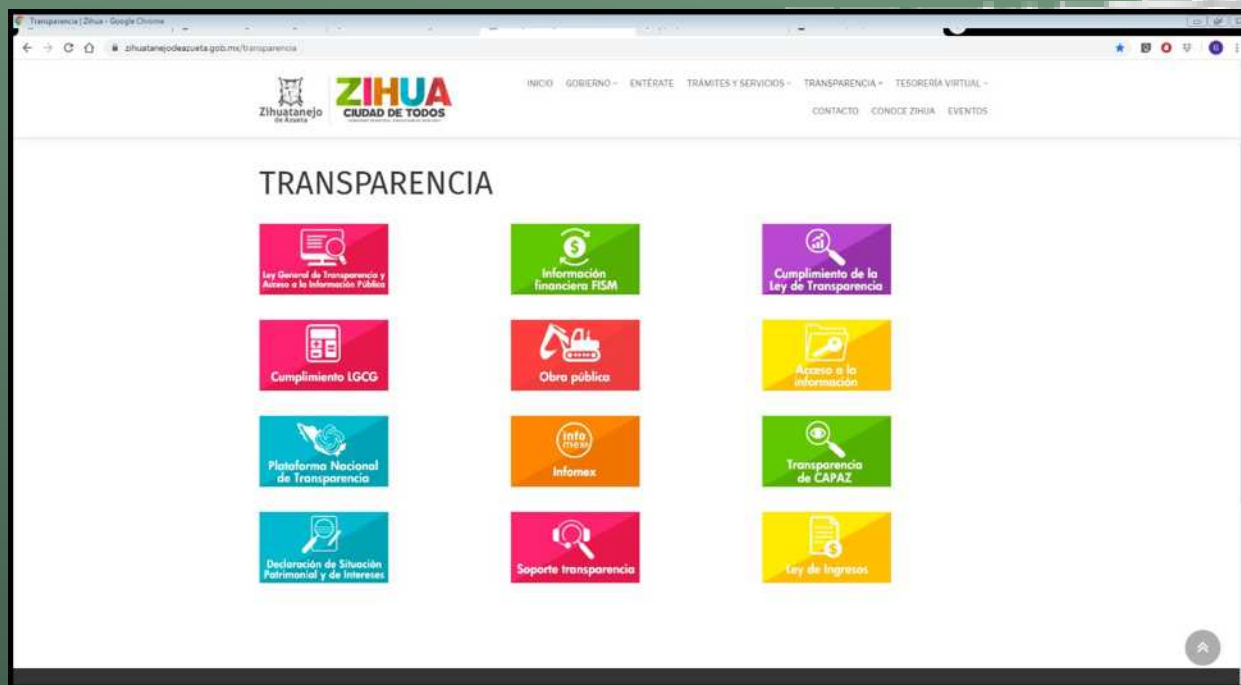 Transparencia | Zihua - Google Chrome
zihuatanejodeazueta.gob.mx/transparencia
Zihuatanejo
de Azueta
ZIHUA
CIUDAD DE TODOS
INICIO GOBIERNO ENTÉRATE TRÁMITES Y SERVICIOS TRANSPARENCIA TESORERÍA VIRTUAL
CONTACTO CONOCE ZIHUA EVENTOS
TRANSPARENCIA
Ley General de Transparencia y
Acceso a la Información Pública
Información
financiera FISM
Cumplimiento de la
Ley de Transparencia
Cumplimiento LGCG
Obra pública
Acceso a la
información
Plataforma Nacional
de Transparencia
info
mex
Infomex
Transparencia
de CAPAZ
Declaración de Situación
Patrimonial y de Intereses
Soporte transparencia
Ley de Ingresos